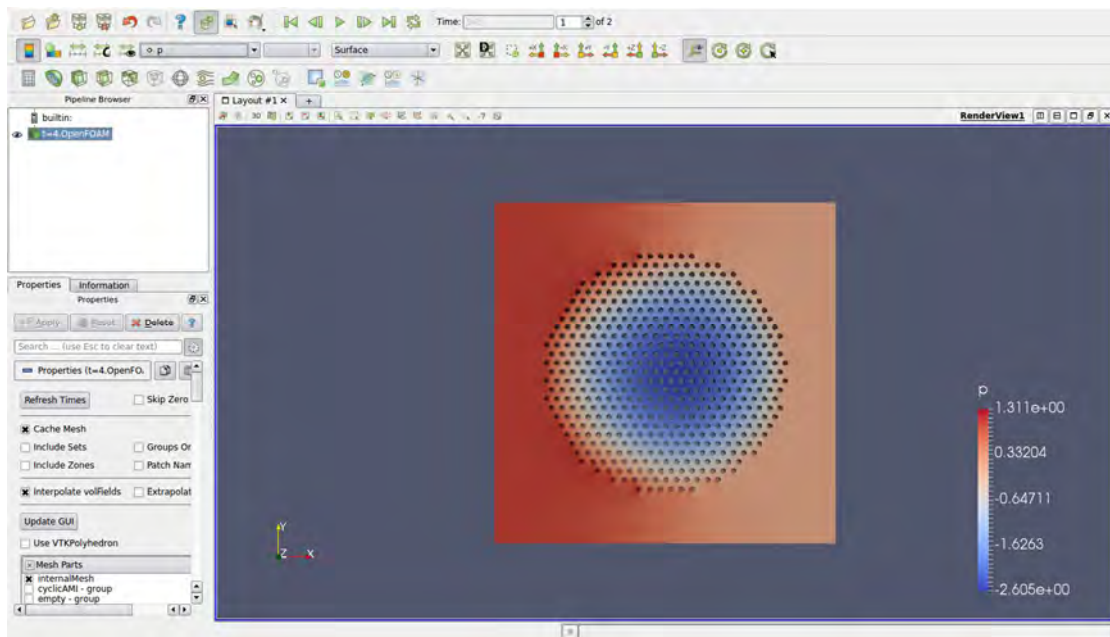 Time:
1
of 2
p
Surface
Pipeline Browser
Layout #1
builtin:
t=4.OpenFOAM
3D
RenderView1
Properties
Information
Properties
Apply
Reset
Delete
Search ... (use Esc to clear text)
Properties (t=4.OpenFO.
Refresh Times
Skip Zero
Cache Mesh
Include Sets
Groups Or
Include Zones
Patch Nam
Interpolate volFields
Extrapolat
Update GUI
Use VTKPolyhedron
Mesh Parts
internalMesh
cyclicAMI - group
empty - group
Y
Z
X
p
1.311e+00
0.33204
-0.64711
-1.6263
-2.605e+00